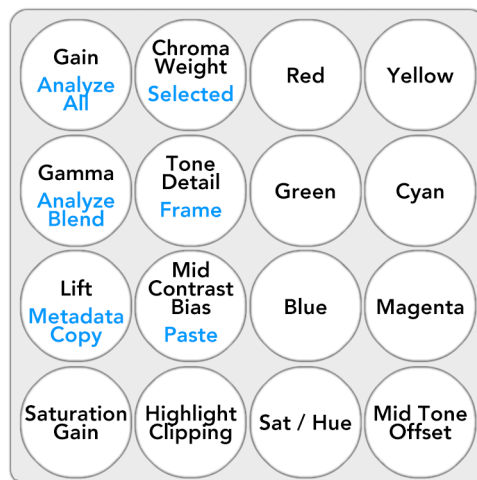 Gain
Analyze
All
Chroma
Weight
Selected
Red
Yellow
Gamma
Analyze
Blend
Tone
Detail
Frame
Green
Cyan
Lift
Metadata
Copy
Mid
Contrast
Bias
Paste
Blue
Magenta
Saturation
Gain
Highlight
Clipping
Sat / Hue
Mid Tone
Offset